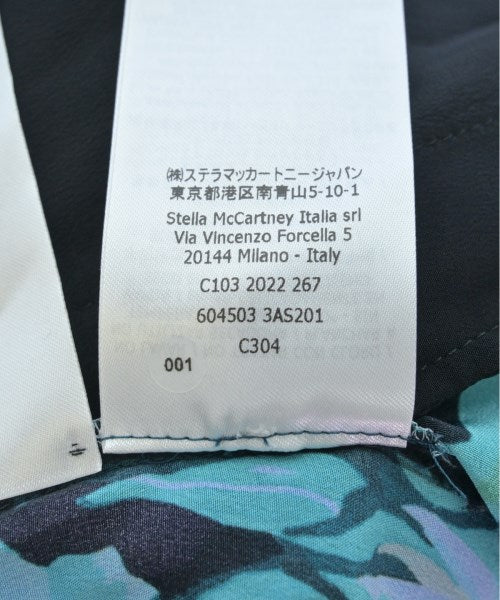 ㈱ステラマッカートニージャパン
東京都港区南青山5-10-1
Stella McCartney Italia srl
Via Vincenzo Forcella 5
20144 Milano - Italy
C103 2022 267
604503 3AS201
C304
001